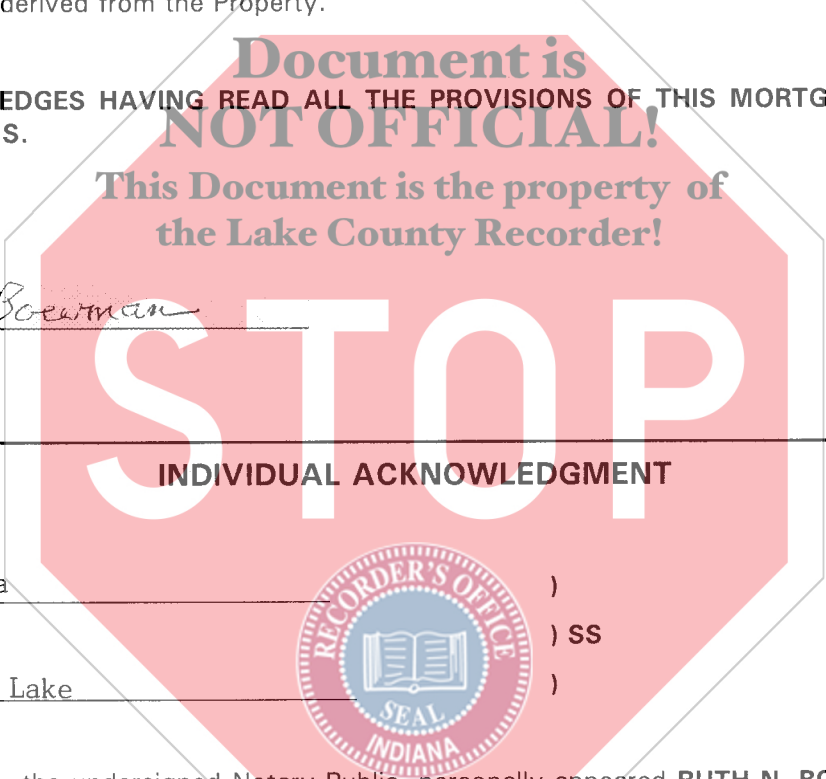 derived from the Property.
Document is
EDGES HAVING READ ALL THE PROVISIONS OF THIS MORTG
S.
NOT OFFICIAL!
This Document is the property of
the Lake County Recorder!
Boewman
STOP
INDIVIDUAL ACKNOWLEDGMENT
a )
) SS
Lake )
RECORDER'S OFFICE
SEAL
INDIANA
the undersigned Notary Public, personally appeared RUTH N. BO